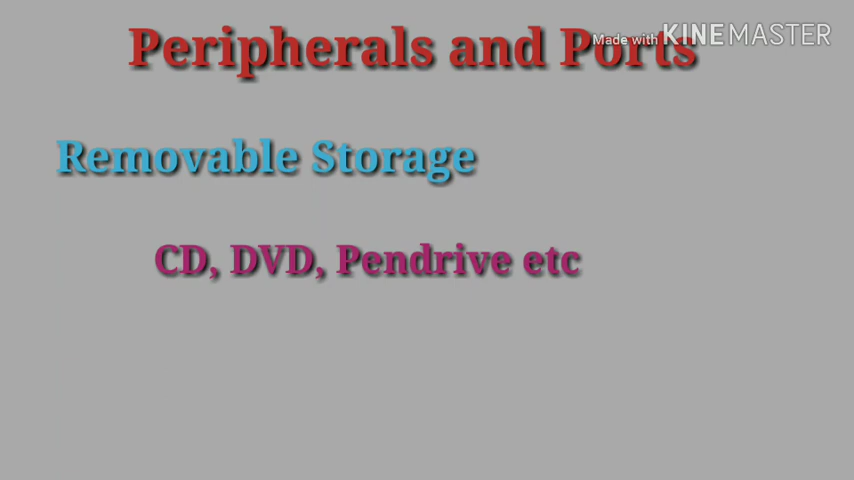 Peripherals and Ports
Made with KINEMASTER
Removable Storage
CD, DVD, Pendrive etc